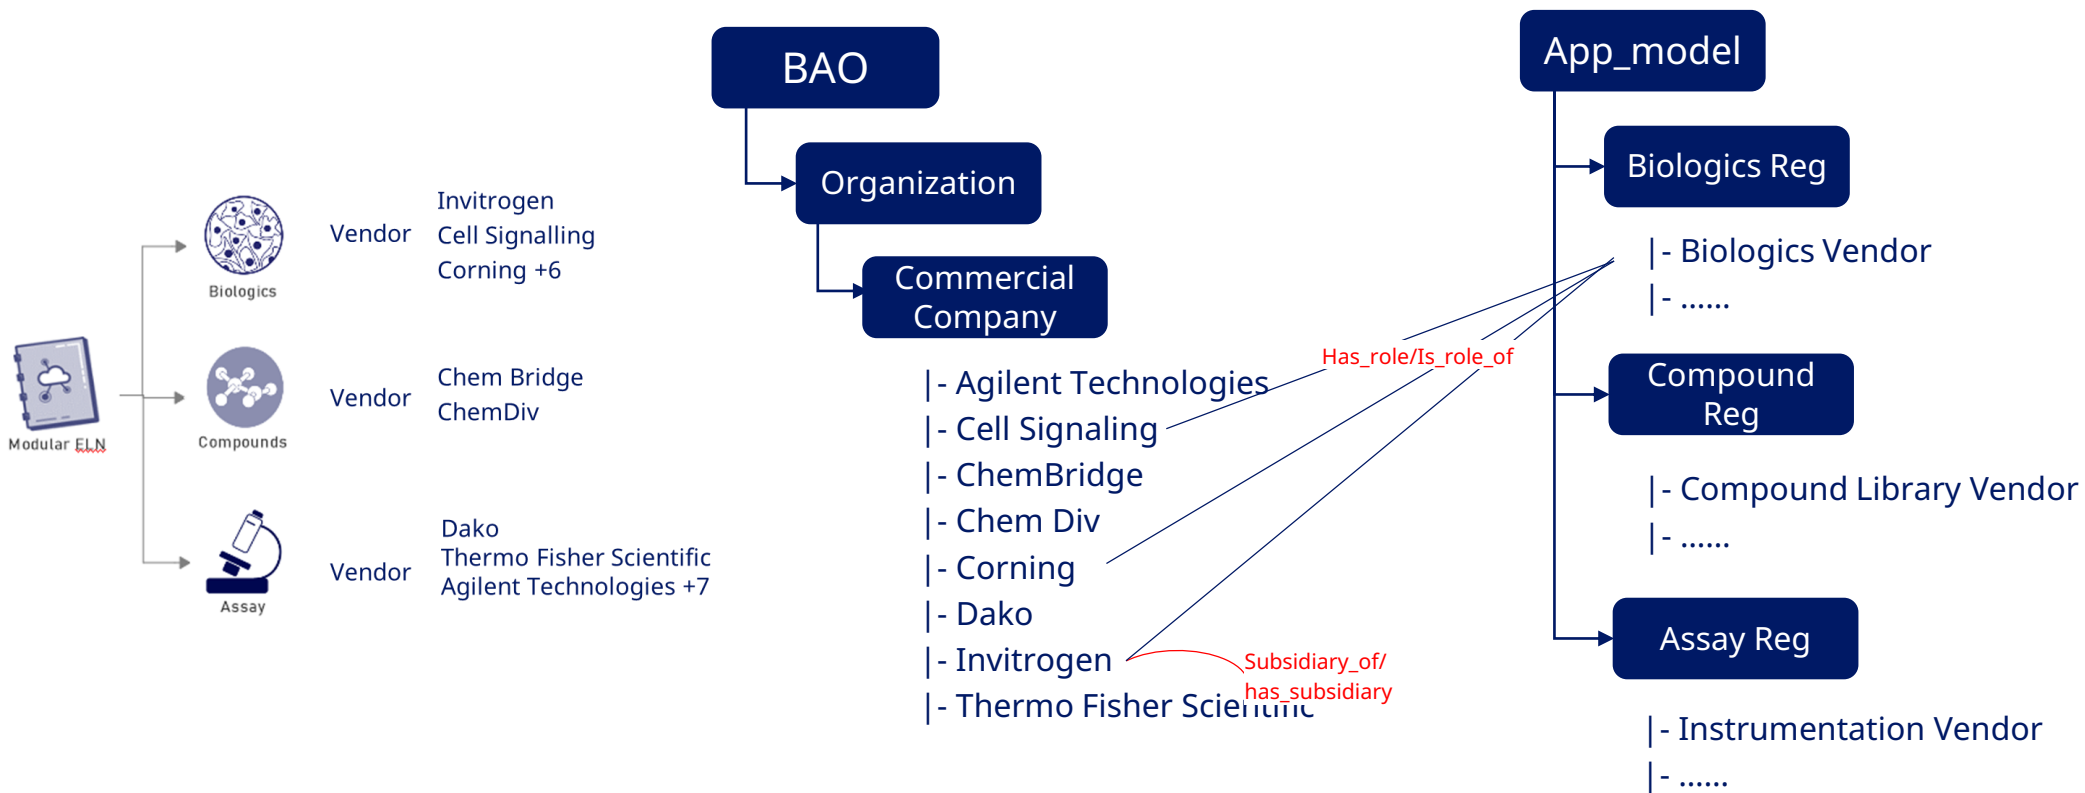 Modular ELN
Biologics
Vendor
Invitrogen
Cell Signalling
Corning +6
Compounds
Vendor
Chem Bridge
ChemDiv
Assay
Vendor
Dako
Thermo Fisher Scientific
Agilent Technologies +7
BAO
Organization
Commercial
Company
|- Agilent Technologies
|- Cell Signaling
|- ChemBridge
|- Chem Div
|- Corning
|- Dako
|- Invitrogen
|- Thermo Fisher Scientific
Has_role/Is_role_of
Subsidiary_of/
has_subsidiary
App_model
Biologics Reg
|- Biologics Vendor
|- ......
Compound
Reg
|- Compound Library Vendor
|- ......
Assay Reg
|- Instrumentation Vendor
|- ......